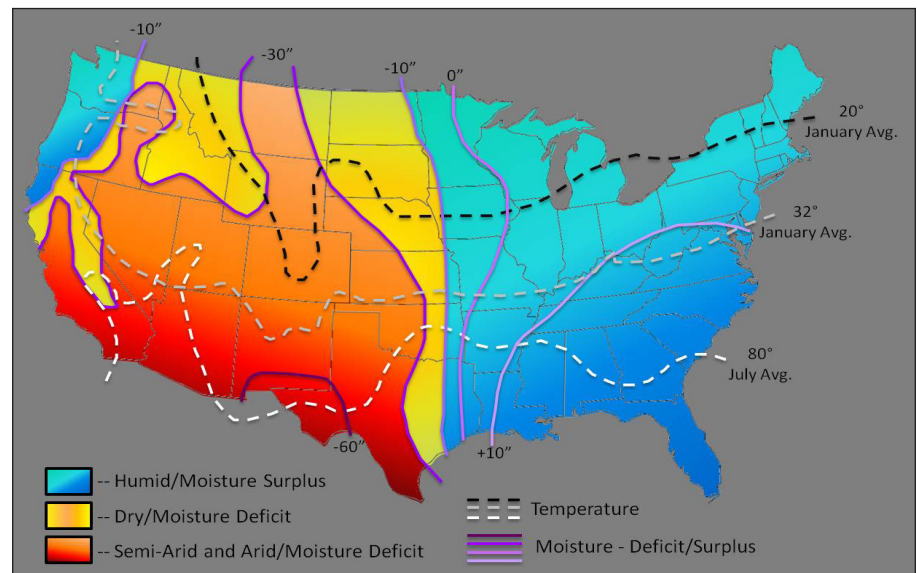 -10”
-30”
-10”
0”
20°
January Avg.
32°
January Avg.
80°
July Avg.
-60”
+10”
-- Humid/Moisture Surplus
-- Dry/Moisture Deficit
-- Semi-Arid and Arid/Moisture Deficit
Temperature
Moisture - Deficit/Surplus